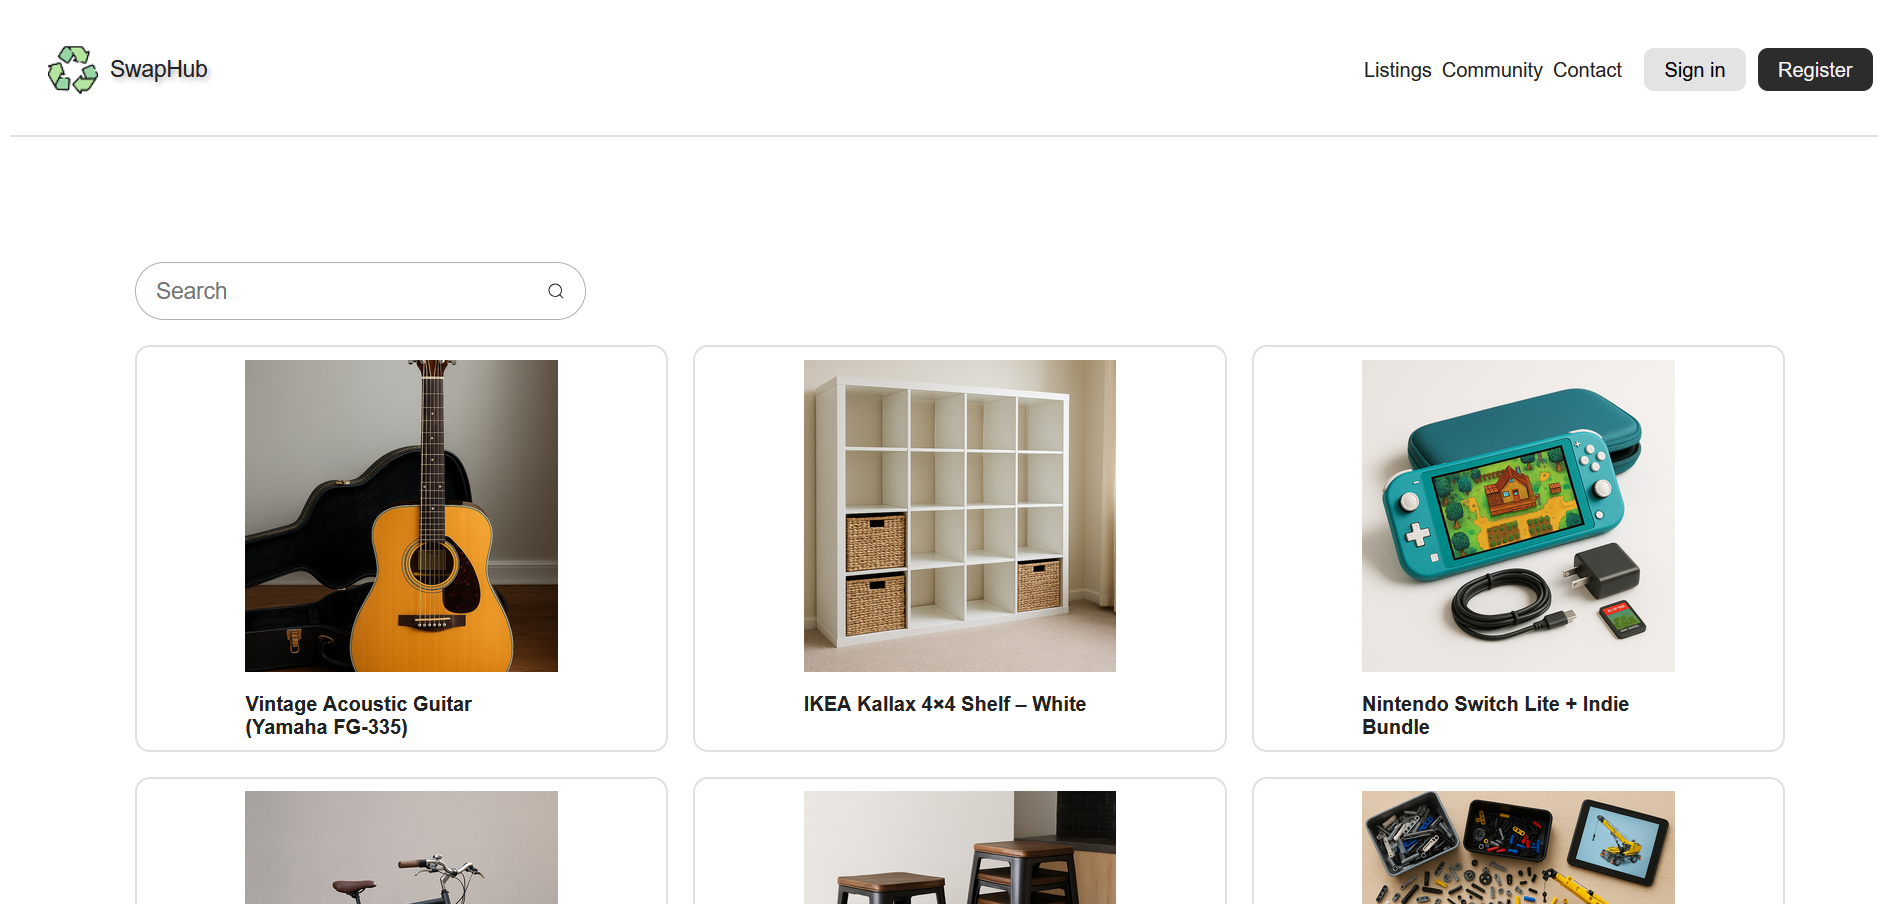 SwapHub
Listings Community Contact Sign in Register
Search
Vintage Acoustic Guitar
(Yamaha FG-335)
IKEA Kallax 4×4 Shelf – White
Nintendo Switch Lite + Indie
Bundle